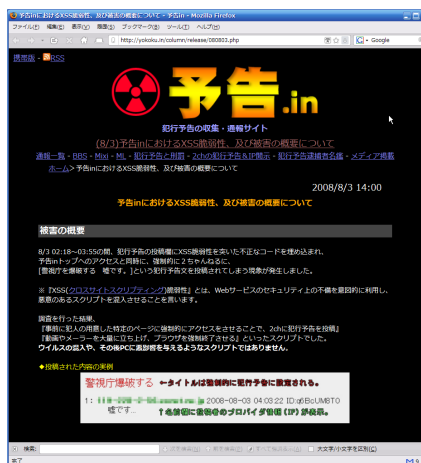 予告inにおけるXSS脆弱性、及び被害の概要について - 予告in - Mozilla Firefox
ファイル(F) 編集(E) 表示(V) 履歴(S) ブックマーク(B) ツール(T) ヘルプ(H)
http://yokoku.in/column/release/080803.php
Google
携帯版 - RSS
予告.in
犯行予告の収集・通報サイト
(8/3)予告inにおけるXSS脆弱性、及び被害の概要について
通報一覧 - BBS - Mixi - ML - 犯行予告と刑罰 - 2chの犯行予告&IP開示 - 犯行予告逮捕者名鑑 - メディア掲載
ホーム>予告inにおけるXSS脆弱性、及び被害の概要について
2008/8/3 14:00
予告inにおけるXSS脆弱性、及び被害の概要について
被害の概要
8/3 02:18~03:55の間、犯行予告の投稿欄にXSS脆弱性を突いた不正なコードを埋め込まれ、
予告inトップへのアクセスと同時に、強制的に2ちゃんねるに、
[警視庁を爆破する 嘘です。]という犯行予告文を投稿されてしまう現象が発生しました。
※『XSS(クロスサイトスクリプティング)脆弱性』とは、Webサービスのセキュリティ上の不備を意図的に利用し、
悪意のあるスクリプトを混入させることを言います。
調査を行った結果、
『事前に犯人の用意した特定のページに強制的にアクセスをさせることで、2chに犯行予告を投稿』
『動画やメーラーを大量に立ち上げ、ブラウザを強制終了させる』といったスクリプトでした。
ウイルスの混入や、その他PCに悪影響を与えるようなスクリプトではありません。
◆投稿された内容の実例
警視庁爆破する ←タイトルは強制的に犯行予告に設定される。
1: 2008-08-03 04:03:22 ID:q6BcUM8T0
嘘です… ↑名前欄に投稿者のプロバイダ情報(IP)が表示。
検索:
大文字/小文字を区別(C)
完了